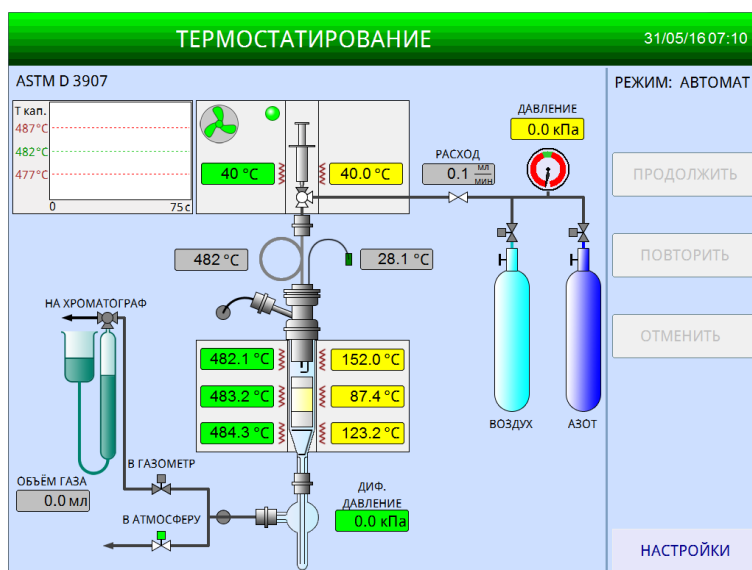 ТЕРМОСТАТИРОВАНИЕ
31/05/16 07:10
ASTM D 3907
РЕЖИМ: АВТОМАТ
Т кап.
487°C
482°C
477°C
0
75 с
40 °C
40.0 °C
ДАВЛЕНИЕ
0.0 кПа
РАСХОД
0.1 мл/мин
ПРОДОЛЖИТЬ
482 °C
28.1 °C
ПОВТОРИТЬ
НА ХРОМАТОГРАФ
ОТМЕНИТЬ
482.1 °C
152.0 °C
483.2 °C
87.4 °C
484.3 °C
123.2 °C
ВОЗДУХ
АЗОТ
В ГАЗОМЕТР
ОБЪЁМ ГАЗА
0.0 мл
ДИФ.
ДАВЛЕНИЕ
0.0 кПа
В АТМОСФЕРУ
НАСТРОЙКИ